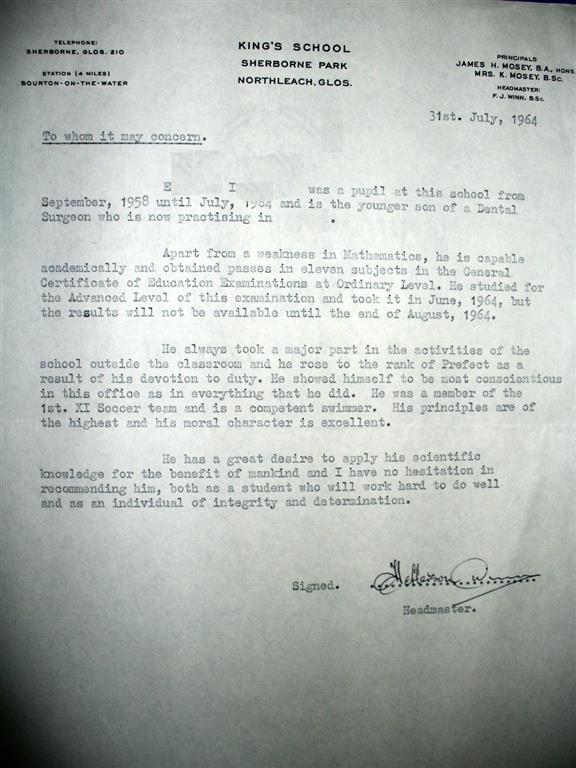 TELEPHONE:
SHERBORNE, GLOS. 210
STATION (4 MILES)
BOURTON-ON-THE-WATER
KING'S SCHOOL
SHERBORNE PARK
NORTHLEACH, GLOS.
PRINCIPALS
JAMES H. MOSEY, B.A., HONS.
MRS. K. MOSEY, B.Sc.
HEADMASTER:
F. J. WINN, B.Sc.
31st. July, 1964
To whom it may concern.
E I was a pupil at this school from
September, 1958 until July, 1964 and is the younger son of a Dental
Surgeon who is now practising in .
Apart from a weakness in Mathematics, he is capable
academically and obtained passes in eleven subjects in the General
Certificate of Education Examinations at Ordinary Level. He studied for
the Advanced Level of this examination and took it in June, 1964, but
the results will not be available until the end of August, 1964.
He always took a major part in the activities of the
school outside the classroom and he rose to the rank of Prefect as a
result of his devotion to duty. He showed himself to be most conscientious
in this office as in everything that he did. He was a member of the
1st. XI Soccer team and is a competent swimmer. His principles are of
the highest and his moral character is excellent.
He has a great desire to apply his scientific
knowledge for the benefit of mankind and I have no hesitation in
recommending him, both as a student who will work hard to do well
and as an individual of integrity and determination.
Signed.
Headmaster.